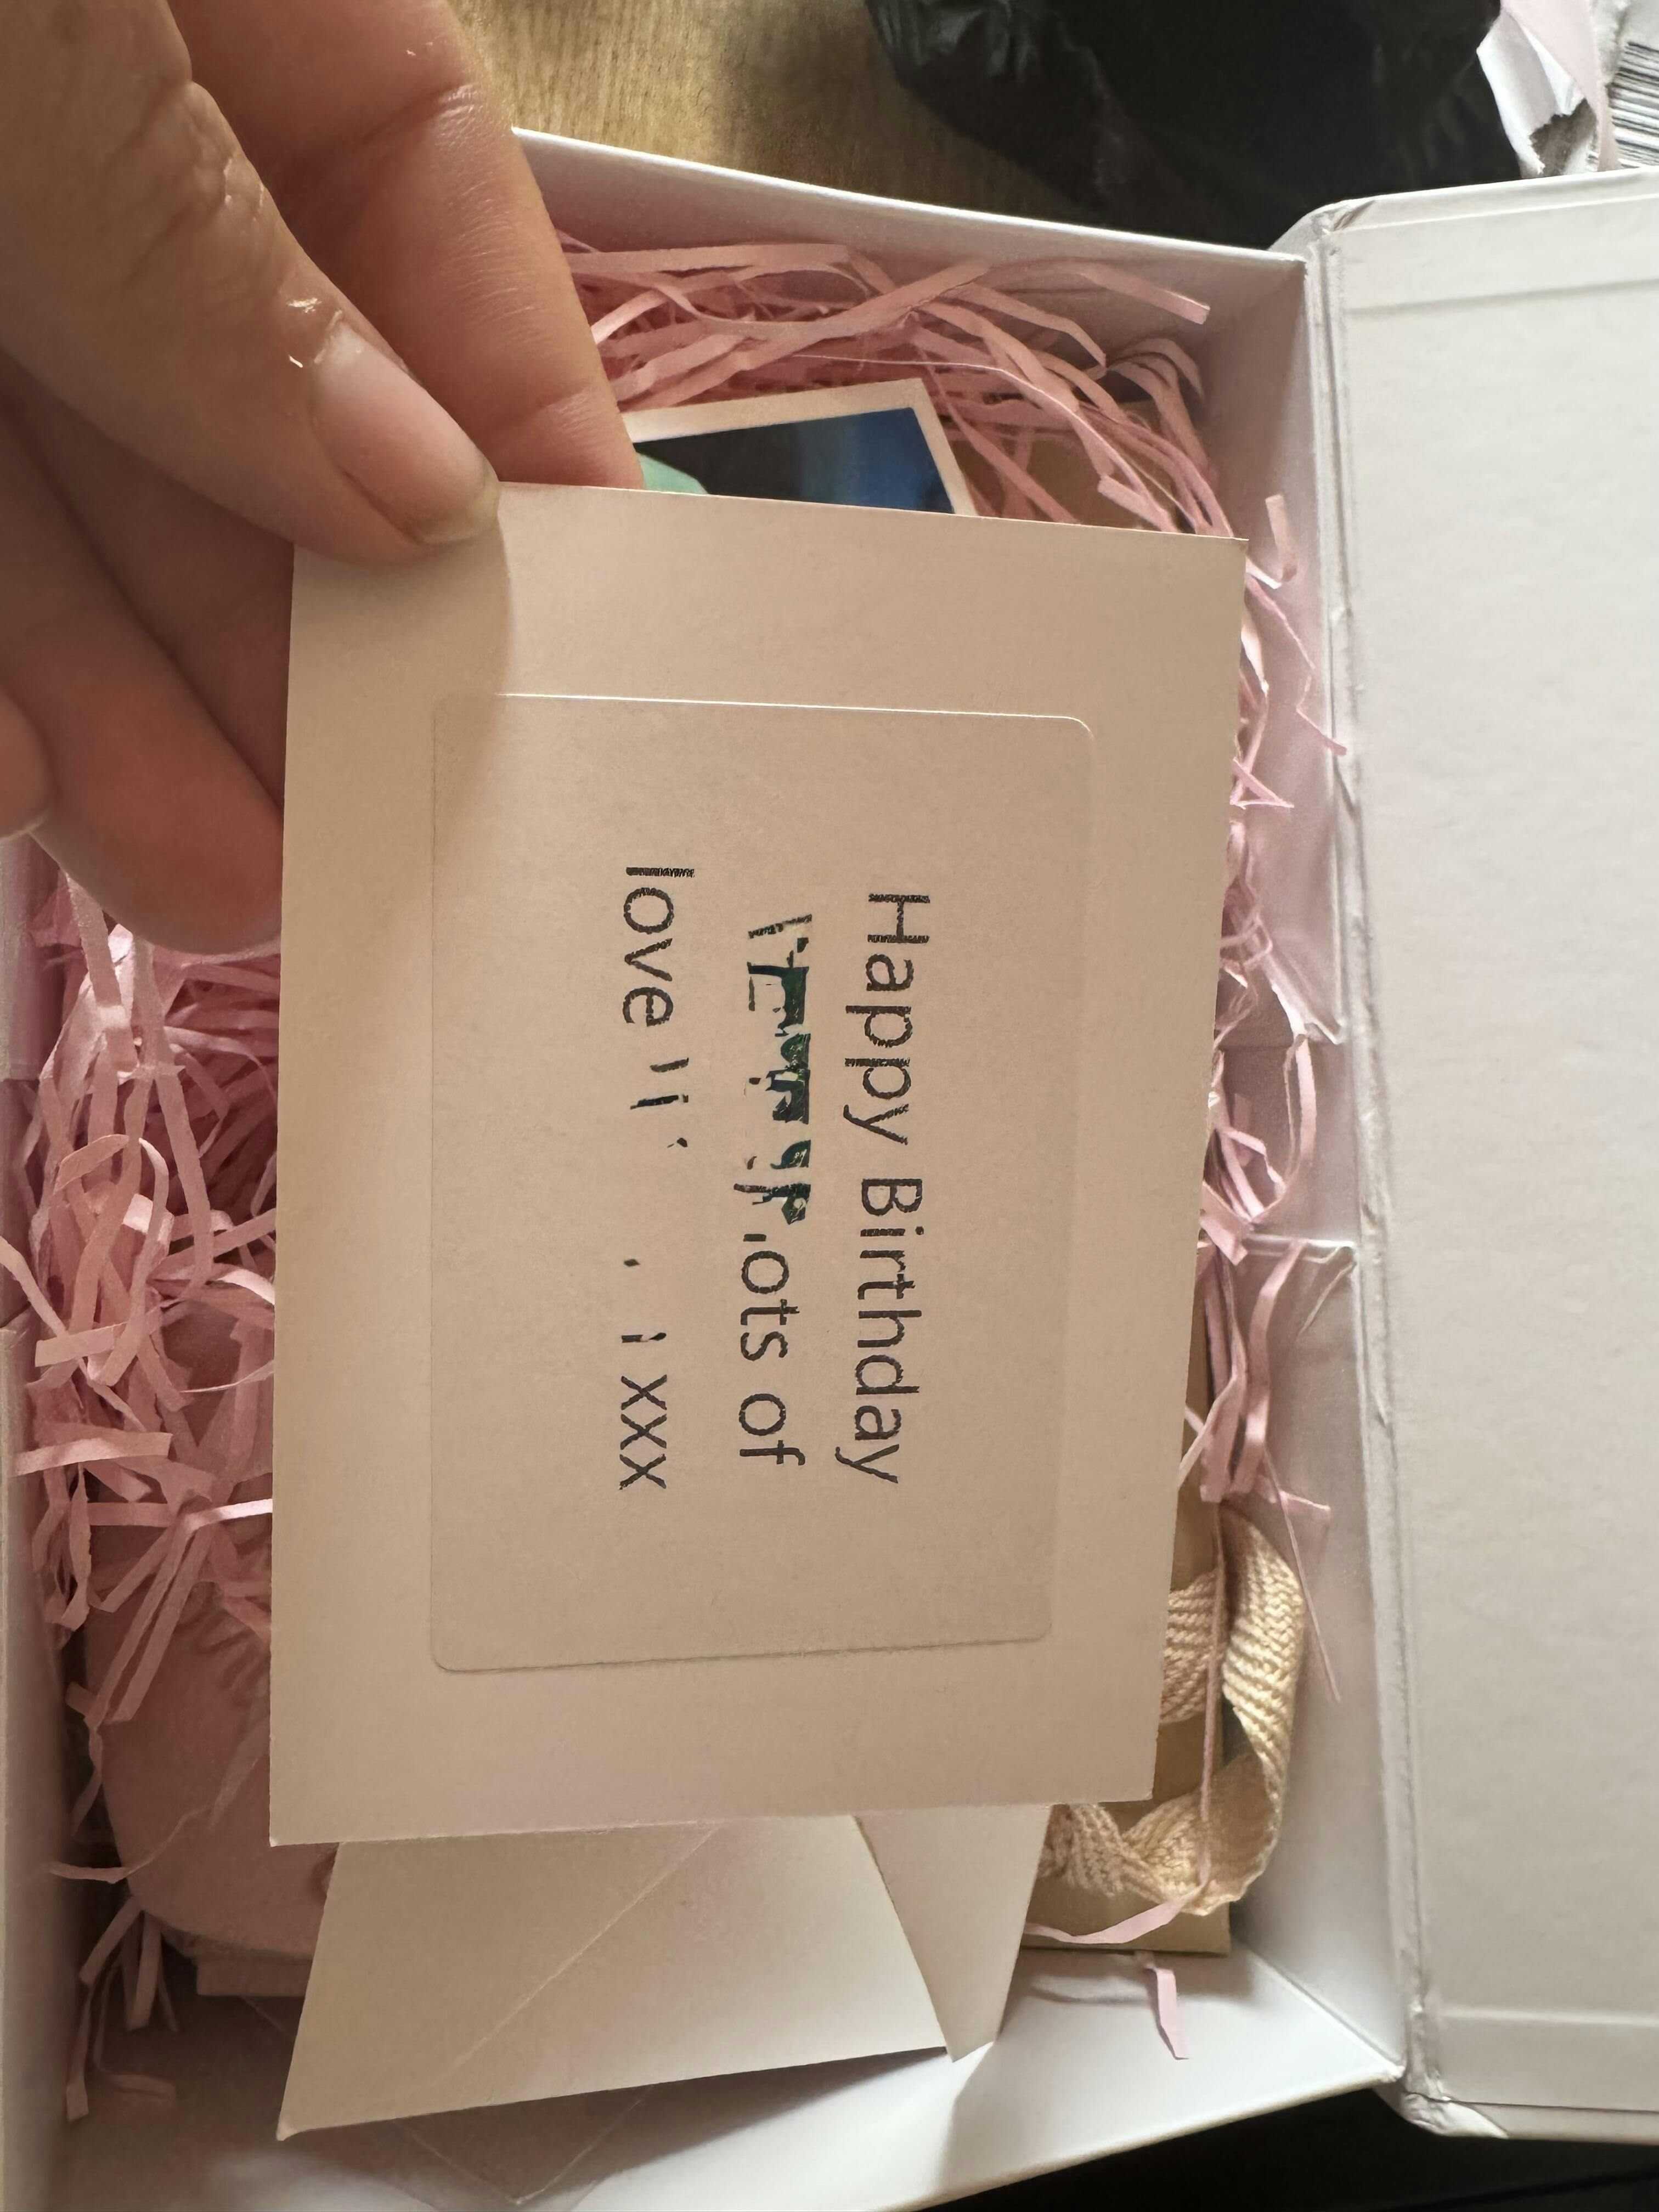 Happy Birthday
Lots of
love xxx